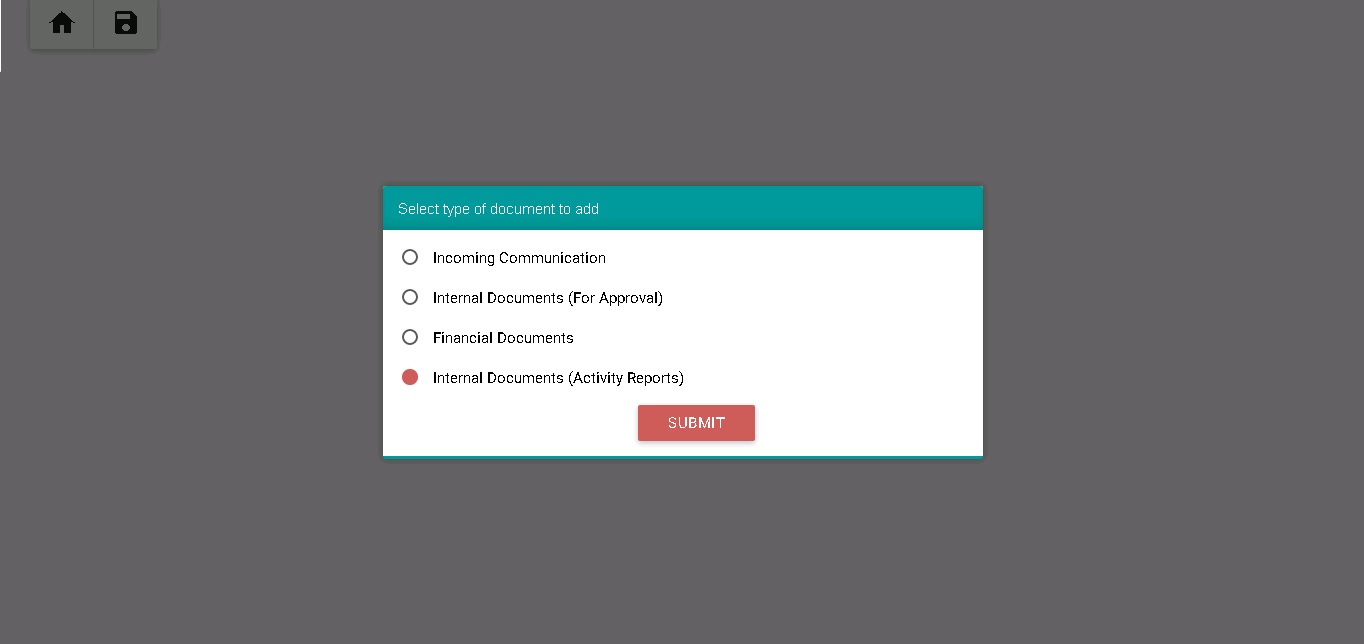 Select type of document to add
Incoming Communication
Internal Documents (For Approval)
Financial Documents
Internal Documents (Activity Reports)
SUBMIT